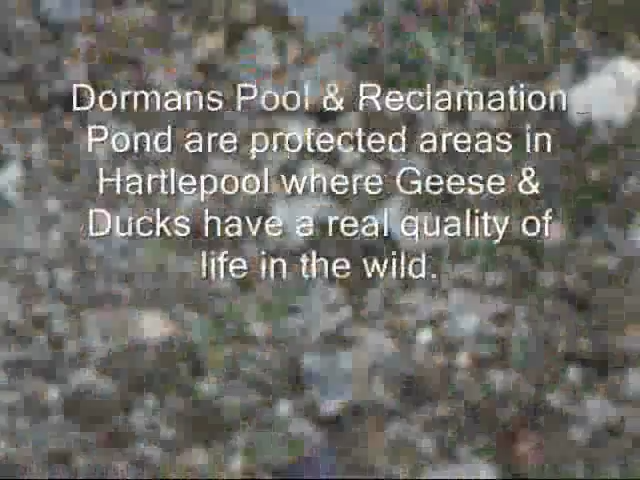 Dormans Pool & Reclamation
Pond are protected areas in
Hartlepool where Geese &
Ducks have a real quality of
life in the wild.